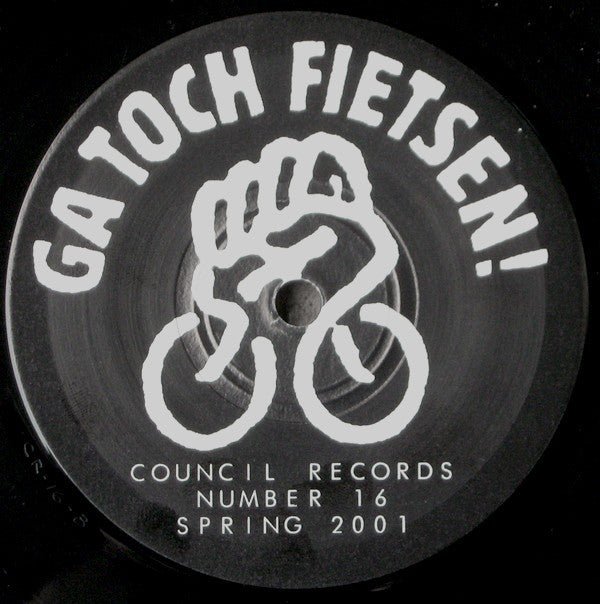 GA TOCH FIETSEN!
COUNCIL RECORDS
NUMBER 16
SPRING 2001